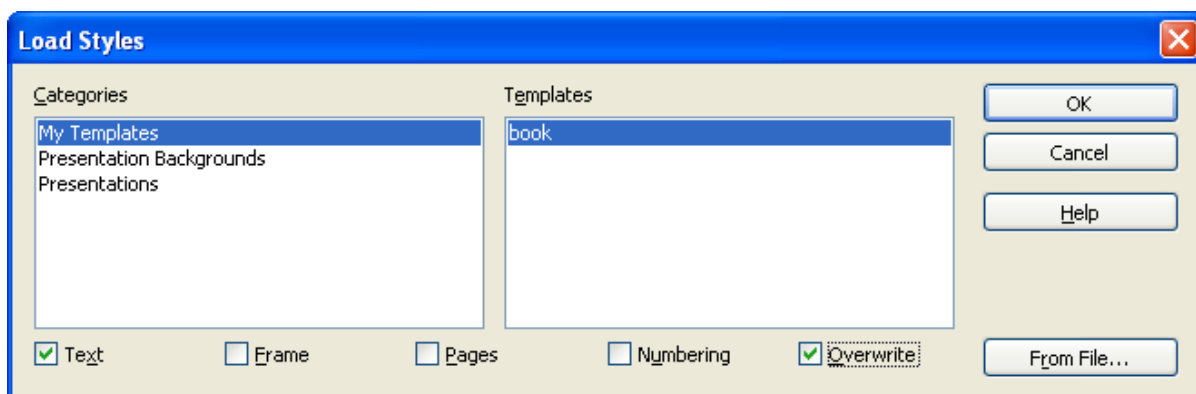 Load Styles
Categories
Templates
My Templates
Presentation Backgrounds
Presentations
book
OK
Cancel
Help
Text
Frame
Pages
Numbering
Overwrite
From File...